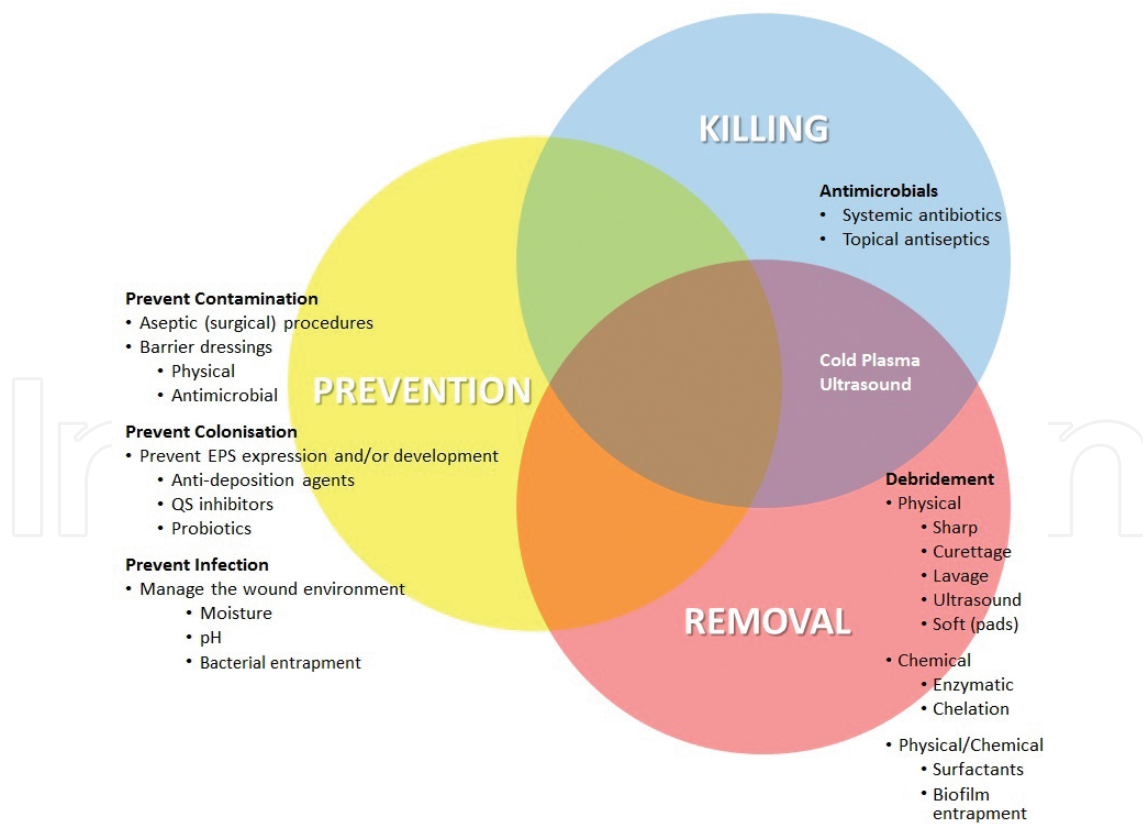 KILLING
Antimicrobials
• Systemic antibiotics
• Topical antiseptics
Prevent Contamination
• Aseptic (surgical) procedures
• Barrier dressings
• Physical
• Antimicrobial
PREVENTION
Prevent Colonisation
• Prevent EPS expression and/or development
• Anti-deposition agents
• QS inhibitors
• Probiotics
Prevent Infection
• Manage the wound environment
• Moisture
• pH
• Bacterial entrapment
Cold Plasma
Ultrasound
Debridement
• Physical
• Sharp
• Curettage
• Lavage
• Ultrasound
• Soft (pads)
REMOVAL
• Chemical
• Enzymatic
• Chelation
• Physical/Chemical
• Surfactants
• Biofilm
entrapment